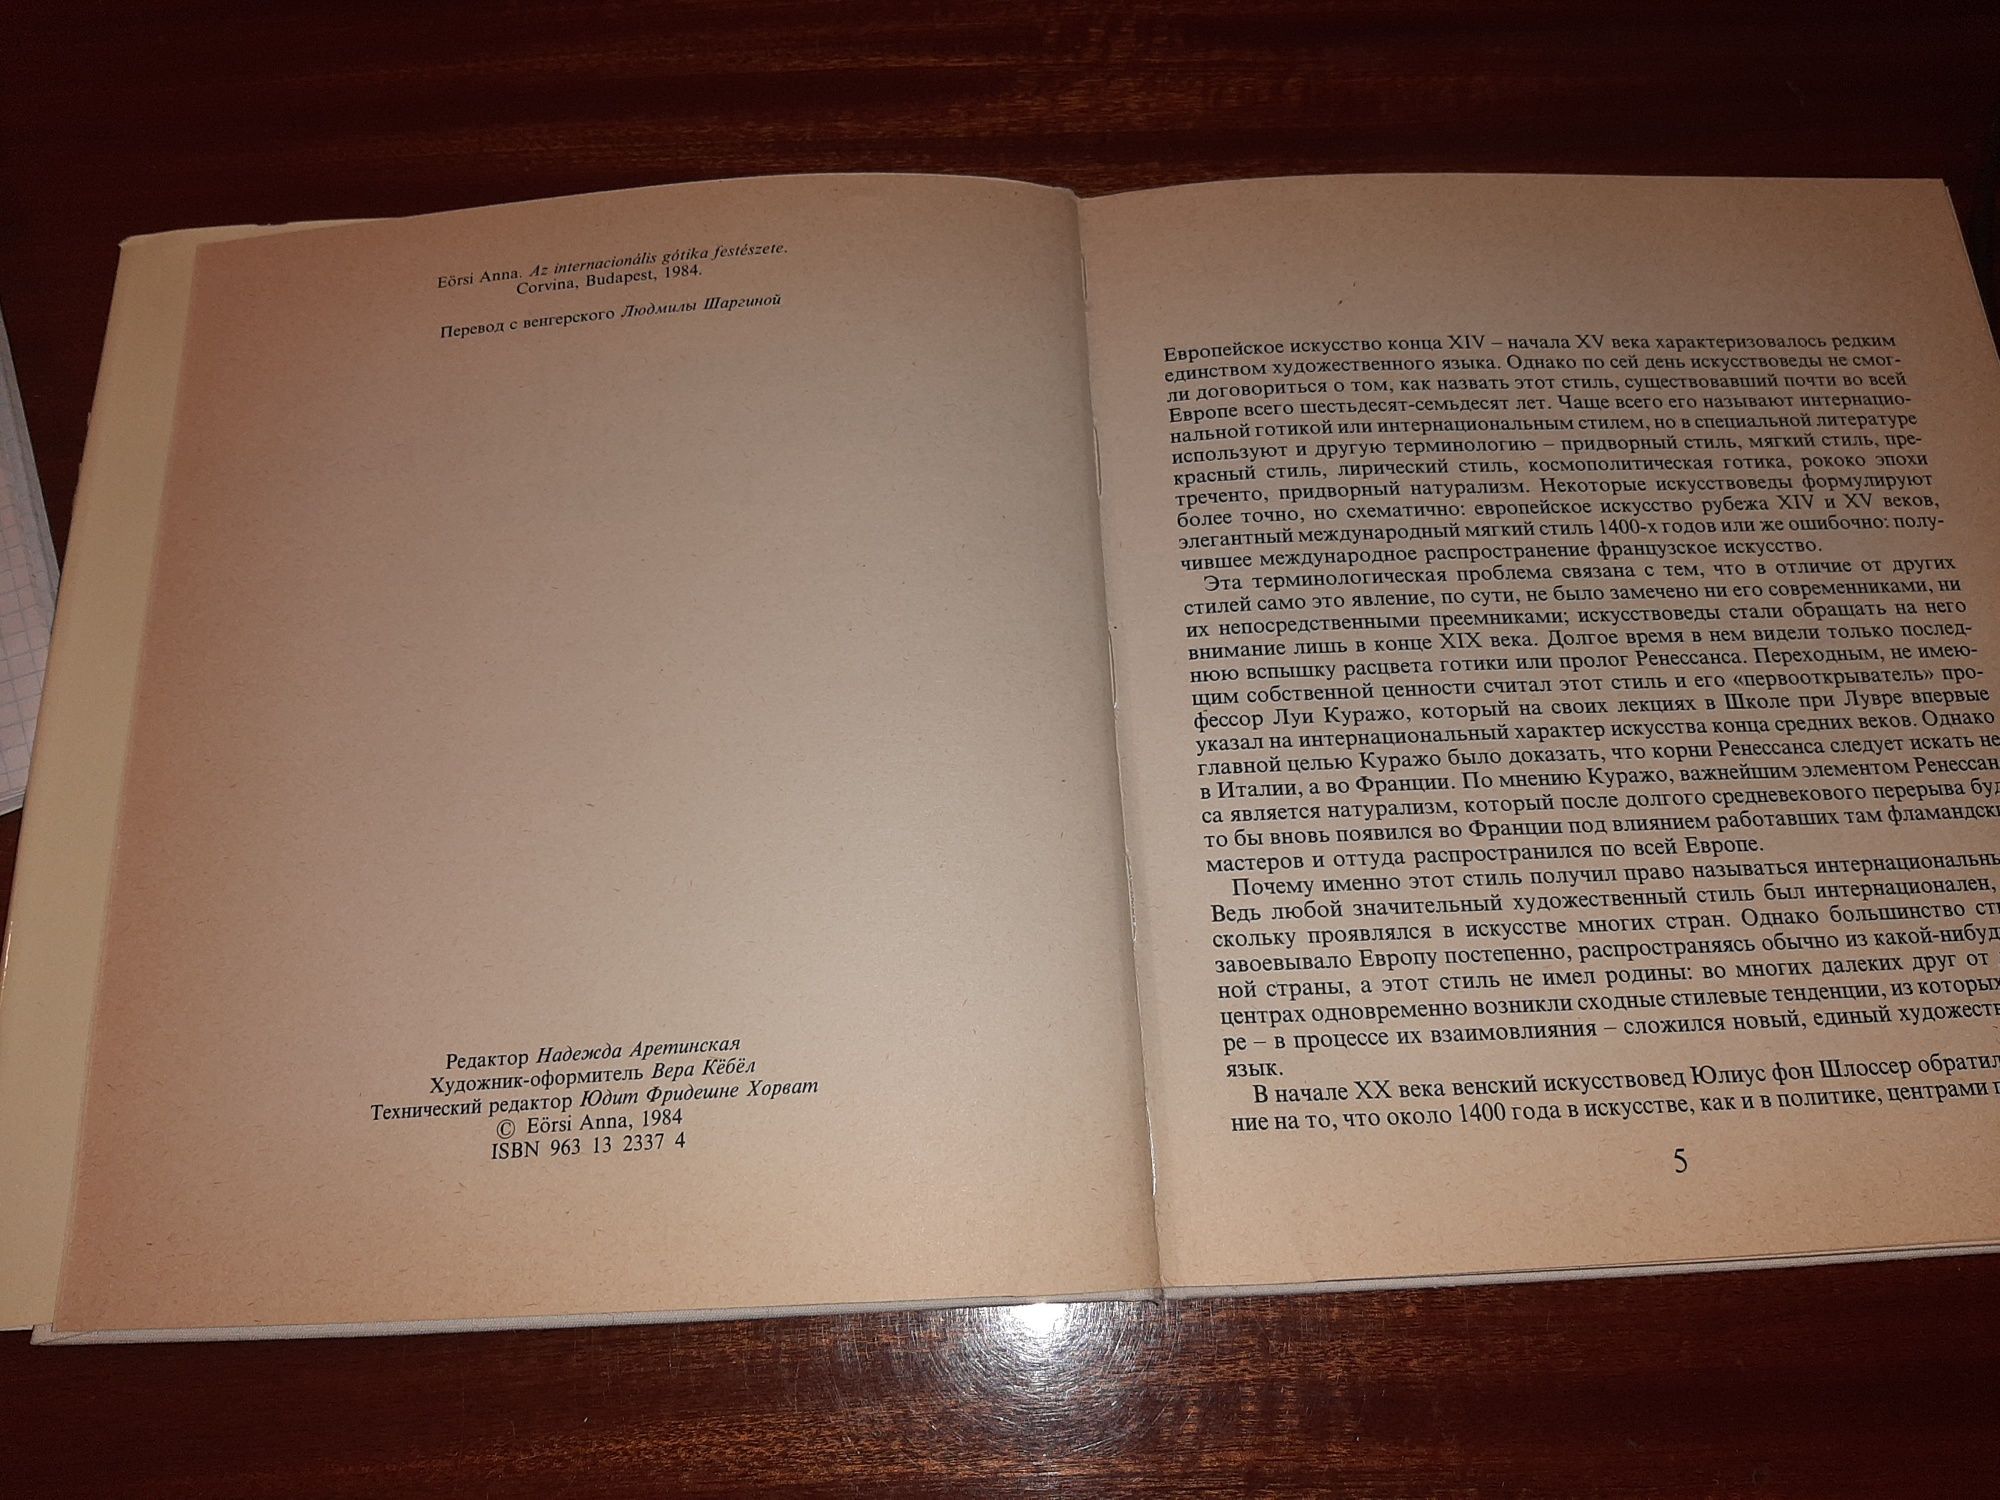 Eörsi Anna. Az internacionális gótika festészete.
Corvina, Budapest, 1984.
Перевод с венгерского Людмилы Шаргиной
Редактор Надежда Аретинская
Художник-оформитель Вера Кёбёл
Технический редактор Юдит Фридешне Хорват
© Eörsi Anna, 1984
ISBN 963 13 2337 4
Европейское искусство конца XIV – начала XV века характеризовалось редким
единством художественного языка. Однако по сей день искусствоведы не смог-
ли договориться о том, как назвать этот стиль, существовавший почти во всей
Европе всего шестьдесят-семьдесят лет. Чаще всего его называют интернацио-
нальной готикой или интернациональным стилем, но в специальной литературе
используют и другую терминологию – придворный стиль, мягкий стиль, пре-
красный стиль, лирический стиль, космополитическая готика, рококо эпохи
треченто, придворный натурализм. Некоторые искусствоведы формулируют
более точно, но схематично: европейское искусство рубежа XIV и XV веков,
элегантный международный мягкий стиль 1400-х годов или же ошибочно: полу-
чившее международное распространение французское искусство.
Эта терминологическая проблема связана с тем, что в отличие от других
стилей само это явление, по сути, не было замечено ни его современниками, ни
их непосредственными преемниками; искусствоведы стали обращать на него
внимание лишь в конце XIX века. Долгое время в нем видели только послед-
нюю вспышку расцвета готики или пролог Ренессанса. Переходным, не имею-
щим собственной ценности считал этот стиль и его «первооткрыватель» про-
фессор Луи Куражо, который на своих лекциях в Школе при Лувре впервые
указал на интернациональный характер искусства конца средних веков. Однако
главной целью Куражо было доказать, что корни Ренессанса следует искать не
в Италии, а во Франции. По мнению Куражо, важнейшим элементом Ренессан
са является натурализм, который после долгого средневекового перерыва буд
то бы вновь появился во Франции под влиянием работавших там фламандски
мастеров и оттуда распространился по всей Европе.
Почему именно этот стиль получил право называться интернациональны
Ведь любой значительный художественный стиль был интернационален,
скольку проявлялся в искусстве многих стран. Однако большинство сти
завоевывало Европу постепенно, распространяясь обычно из какой-нибуд
ной страны, а этот стиль не имел родины: во многих далеких друг от
центрах одновременно возникли сходные стилевые тенденции, из которых
ре – в процессе их взаимовлияния – сложился новый, единый художеств
язык.
В начале XX века венский искусствовед Юлиус фон Шлоссер обратил
ние на то, что около 1400 года в искусстве, как и в политике, центрами
5